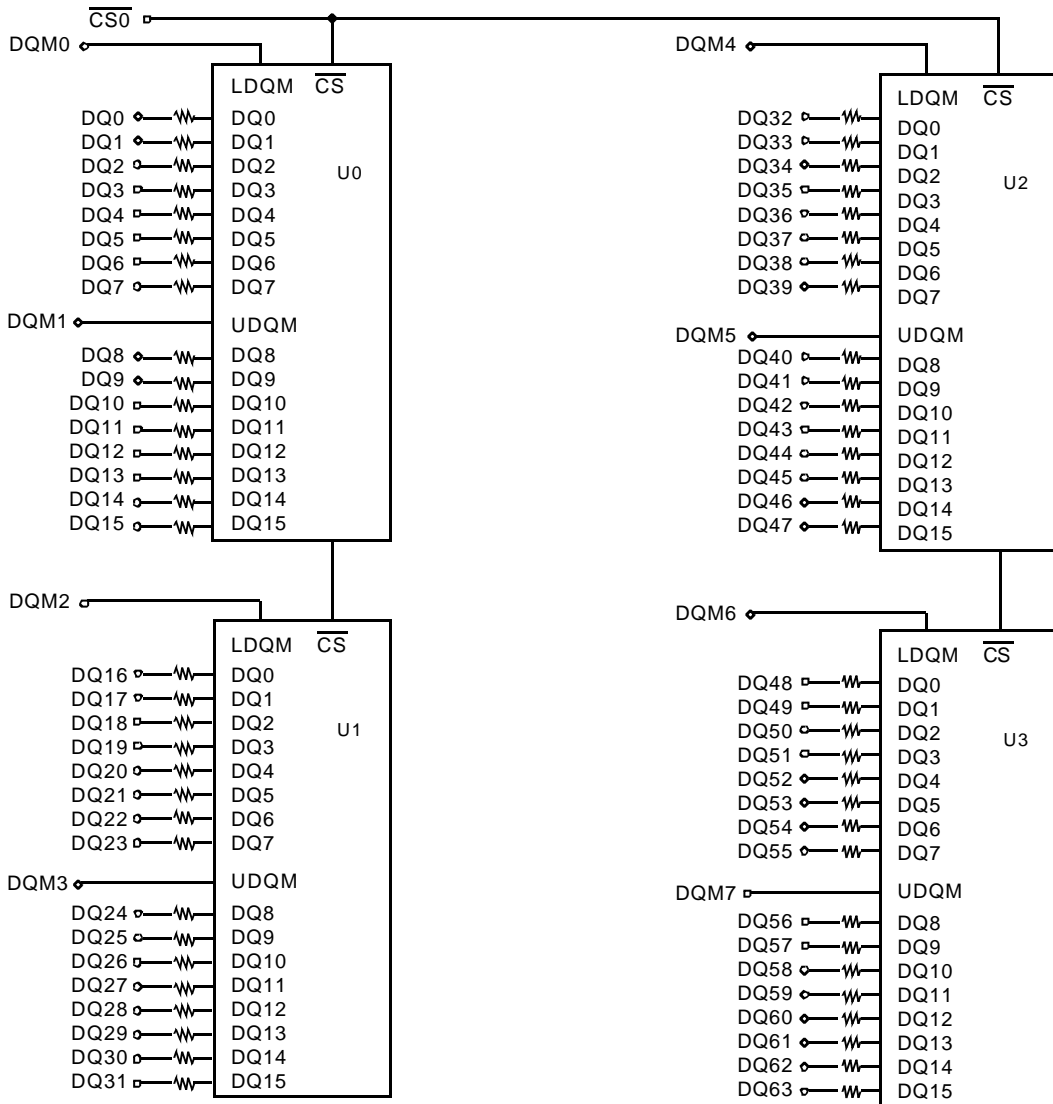 CS0
DQM0
LDQM CS
DQ0 DQ0
DQ1 DQ1
DQ2 DQ2
U0
DQ3 DQ3
DQ4 DQ4
DQ5 DQ5
DQ6 DQ6
DQ7 DQ7
DQM1 UDQM
DQ8 DQ8
DQ9 DQ9
DQ10 DQ10
DQ11 DQ11
DQ12 DQ12
DQ13 DQ13
DQ14 DQ14
DQ15 DQ15
DQM2
LDQM CS
DQ16 DQ0
DQ17 DQ1
DQ18 DQ2
U1
DQ19 DQ3
DQ20 DQ4
DQ21 DQ5
DQ22 DQ6
DQ23 DQ7
DQM3 UDQM
DQ24 DQ8
DQ25 DQ9
DQ26 DQ10
DQ27 DQ11
DQ28 DQ12
DQ29 DQ13
DQ30 DQ14
DQ31 DQ15
DQM4
LDQM CS
DQ32 DQ0
DQ33 DQ1
DQ34 DQ2
U2
DQ35 DQ3
DQ36 DQ4
DQ37 DQ5
DQ38 DQ6
DQ39 DQ7
DQM5 UDQM
DQ40 DQ8
DQ41 DQ9
DQ42 DQ10
DQ43 DQ11
DQ44 DQ12
DQ45 DQ13
DQ46 DQ14
DQ47 DQ15
DQM6
LDQM CS
DQ48 DQ0
DQ49 DQ1
DQ50 DQ2
U3
DQ51 DQ3
DQ52 DQ4
DQ53 DQ5
DQ54 DQ6
DQ55 DQ7
DQM7 UDQM
DQ56 DQ8
DQ57 DQ9
DQ58 DQ10
DQ59 DQ11
DQ60 DQ12
DQ61 DQ13
DQ62 DQ14
DQ63 DQ15